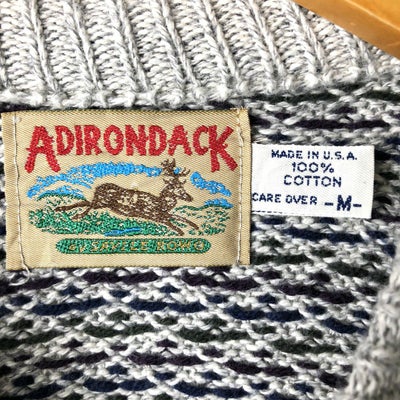 ADIRONDACK
MADE IN U.S.A.
100%
COTTON
CARE OVER -M-